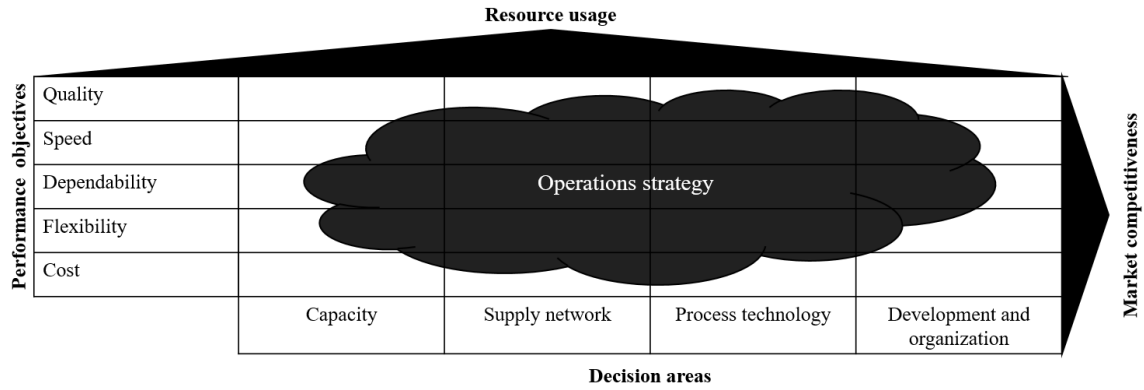 Resource usage
Performance objectives
Quality
Speed
Dependability
Flexibility
Cost
Operations strategy
Market competitiveness
Capacity
Supply network
Process technology
Development and
organization
Decision areas